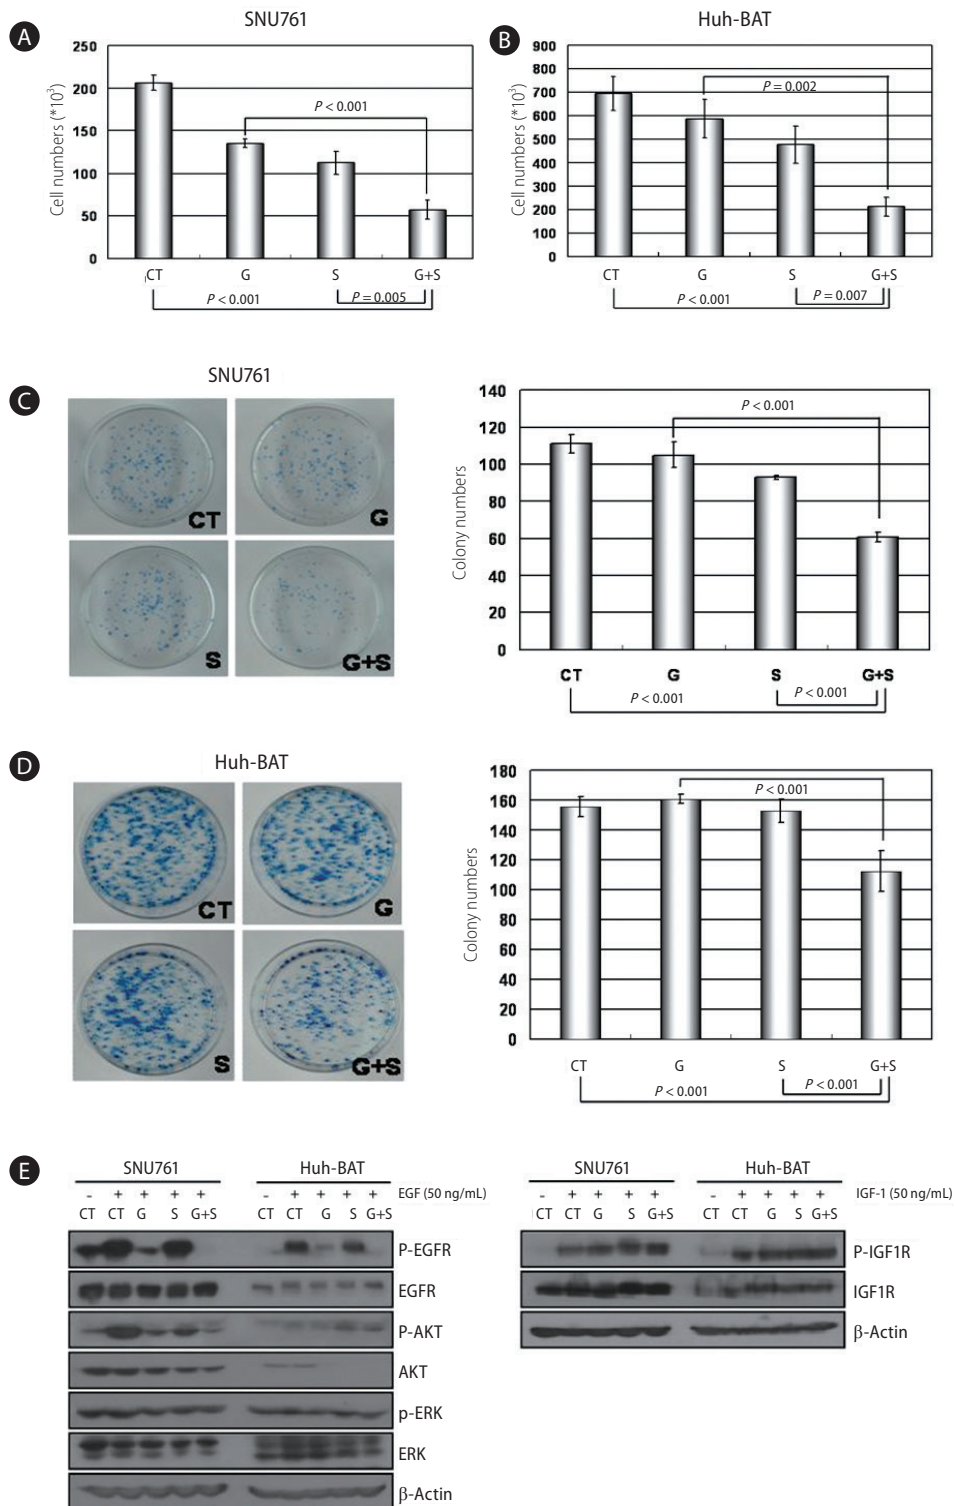 A
SNU761
Cell numbers (*10³)
250
200
150
100
50
0
P < 0.001
CT G S G+S
P < 0.001
P = 0.005
B
Huh-BAT
Cell numbers (*10³)
900
800
700
600
500
400
300
200
100
0
P = 0.002
CT G S G+S
P < 0.001
P = 0.007
C
SNU761
CT
G
S
G+S
Colony numbers
140
120
100
80
60
40
20
0
P < 0.001
CT G S G+S
P < 0.001
P < 0.001
D
Huh-BAT
CT
G
S
G+S
Colony numbers
180
160
140
120
100
80
60
40
20
0
P < 0.001
CT G S G+S
P < 0.001
P < 0.001
E
SNU761 Huh-BAT
- + + + + - + + + + EGF (50 ng/mL)
CT CT G S G+S CT CT G S G+S
P-EGFR
EGFR
P-AKT
AKT
p-ERK
ERK
β-Actin
SNU761 Huh-BAT
- + + + + - + + + + IGF-1 (50 ng/mL)
CT CT G S G+S CT CT G S G+S
P-IGF1R
IGF1R
β-Actin